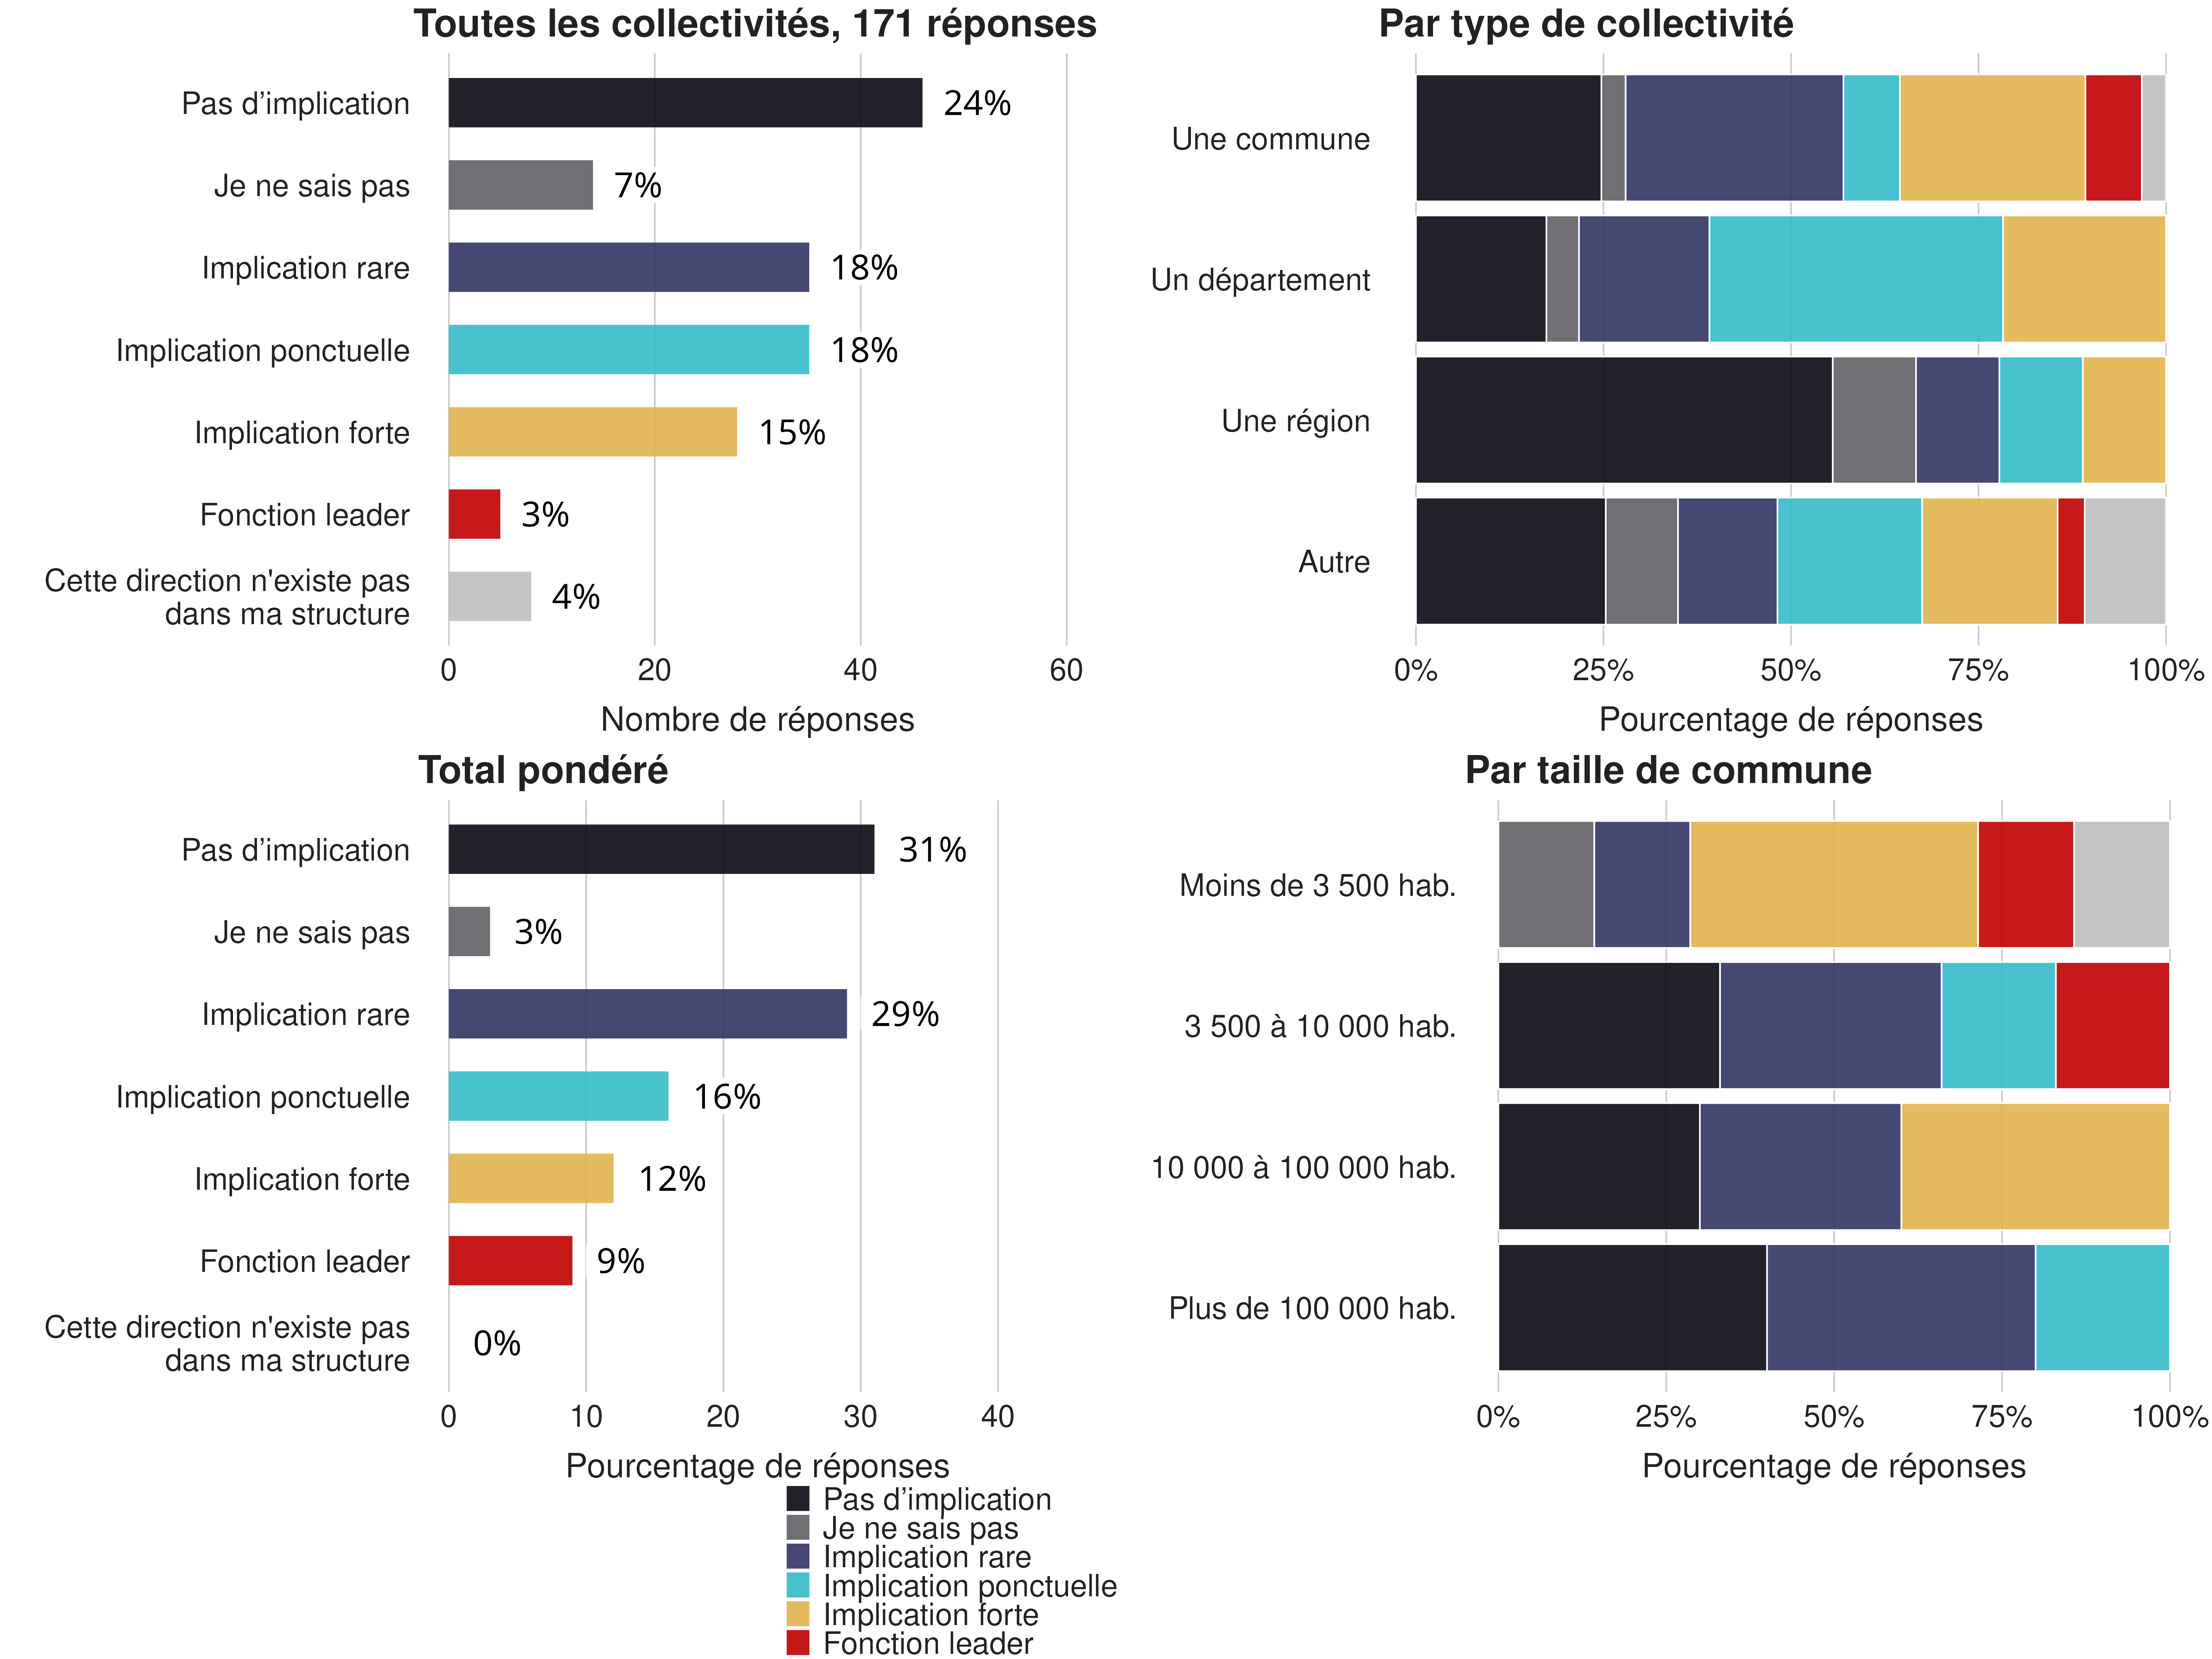 Toutes les collectivités, 171 réponses
Pas d’implication
24%
Je ne sais pas
7%
Implication rare
18%
Implication ponctuelle
18%
Implication forte
15%
Fonction leader
3%
Cette direction n'existe pas
dans ma structure
4%
0 20 40 60
Nombre de réponses
Par type de collectivité
Une commune
Un département
Une région
Autre
0% 25% 50% 75% 100%
Pourcentage de réponses
Total pondéré
Pas d’implication
31%
Je ne sais pas
3%
Implication rare
29%
Implication ponctuelle
16%
Implication forte
12%
Fonction leader
9%
Cette direction n'existe pas
dans ma structure
0%
0 10 20 30 40
Pourcentage de réponses
Par taille de commune
Moins de 3 500 hab.
3 500 à 10 000 hab.
10 000 à 100 000 hab.
Plus de 100 000 hab.
0% 25% 50% 75% 100%
Pourcentage de réponses
Pas d’implication
Je ne sais pas
Implication rare
Implication ponctuelle
Implication forte
Fonction leader